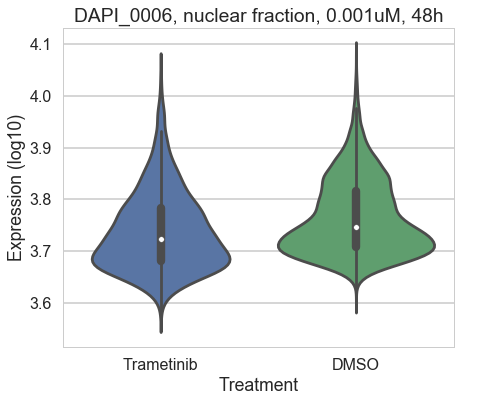 DAPI_0006, nuclear fraction, 0.001uM, 48h
4.1
4.0
3.9
3.8
3.7
3.6
Expression (log10)
Trametinib
DMSO
Treatment